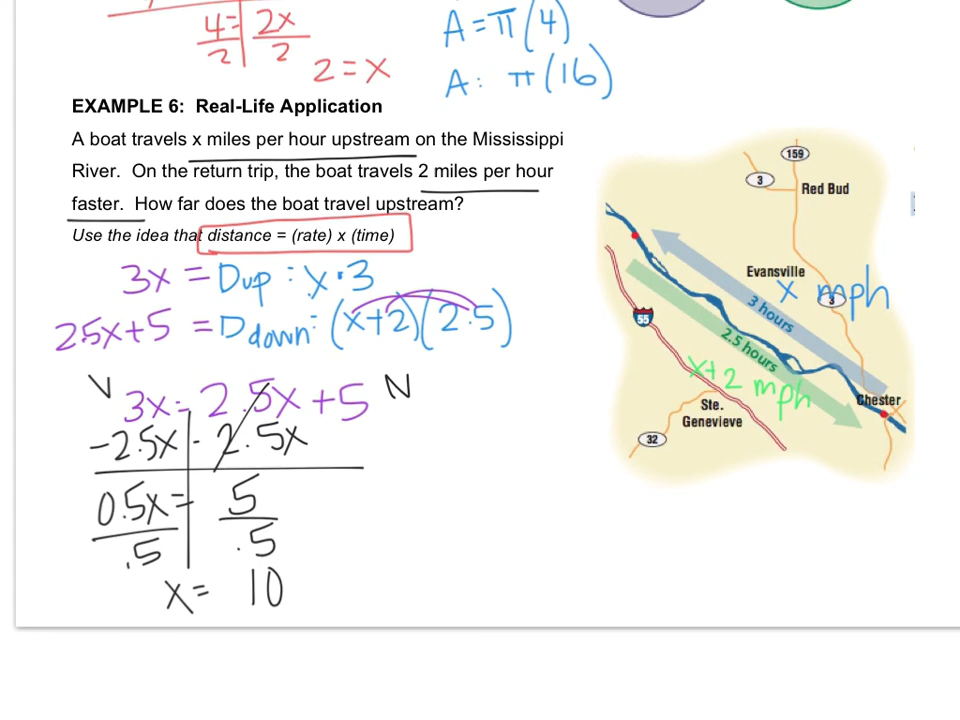 4 = 2x
2 2
2 = x
A = π(4)
A: π(16)
EXAMPLE 6: Real-Life Application
A boat travels x miles per hour upstream on the Mississippi
River. On the return trip, the boat travels 2 miles per hour
faster. How far does the boat travel upstream?
Use the idea that distance = (rate) x (time)
3x = Dup: x·3
25x+5 = Ddown: (x+2)(2.5)
V 3x = 2.5x+5 N
-2.5x - 2.5x
0.5x = 5
.5 .5
x = 10
159
3
Red Bud
Evansville
x mph
3
3 hours
55
2.5 hours
x+2 mph
Chester
Ste.
Genevieve
32